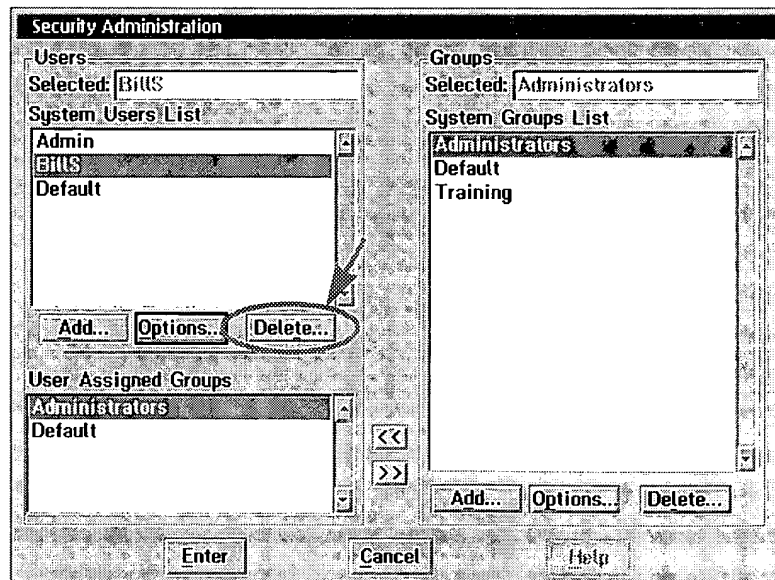 Security Administration
Users
Selected: BillS
System Users List
Admin
BillS
Default
Add... Options... Delete...
User Assigned Groups
Administrators
Default
<<
>>
Groups
Selected: Administrators
System Groups List
Administrators
Default
Training
Add... Options... Delete...
Enter Cancel Help